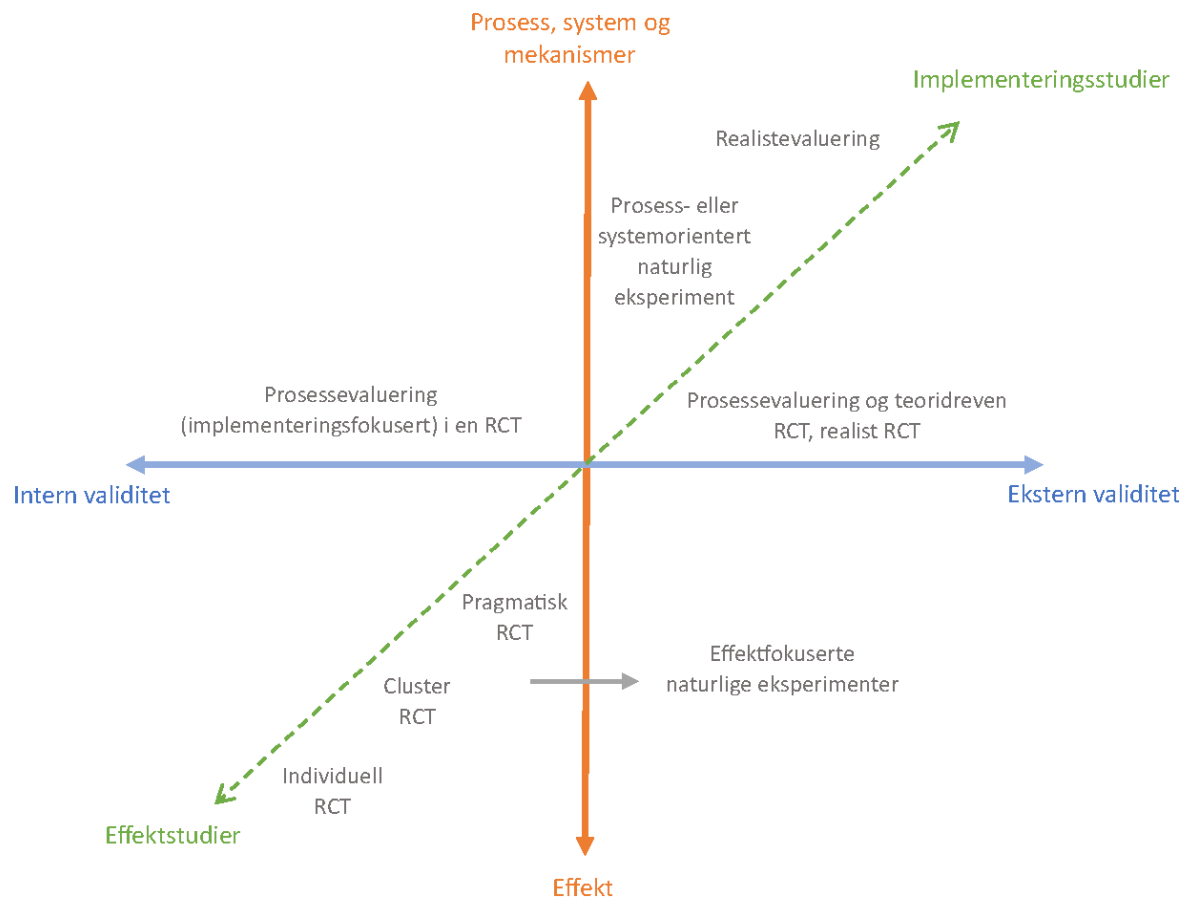 Prosess, system og
mekanismer
Implementeringsstudier
Realistevaluering
Prosess- eller
systemorientert
naturlig
eksperiment
Prosessevaluering
(implementeringsfokusert) i en RCT
Prosessevaluering og teoridreven
RCT, realist RCT
Intern validitet
Ekstern validitet
Pragmatisk
RCT
Effektfokuserte
naturlige eksperimenter
Cluster
RCT
Individuell
RCT
Effektstudier
Effekt